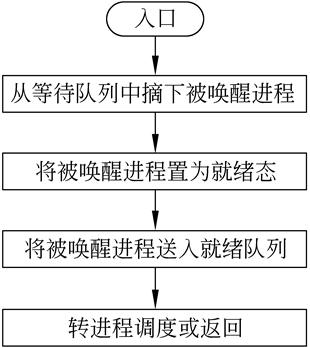 入口
从等待队列中摘下被唤醒进程
将被唤醒进程置为就绪态
将被唤醒进程送入就绪队列
转进程调度或返回